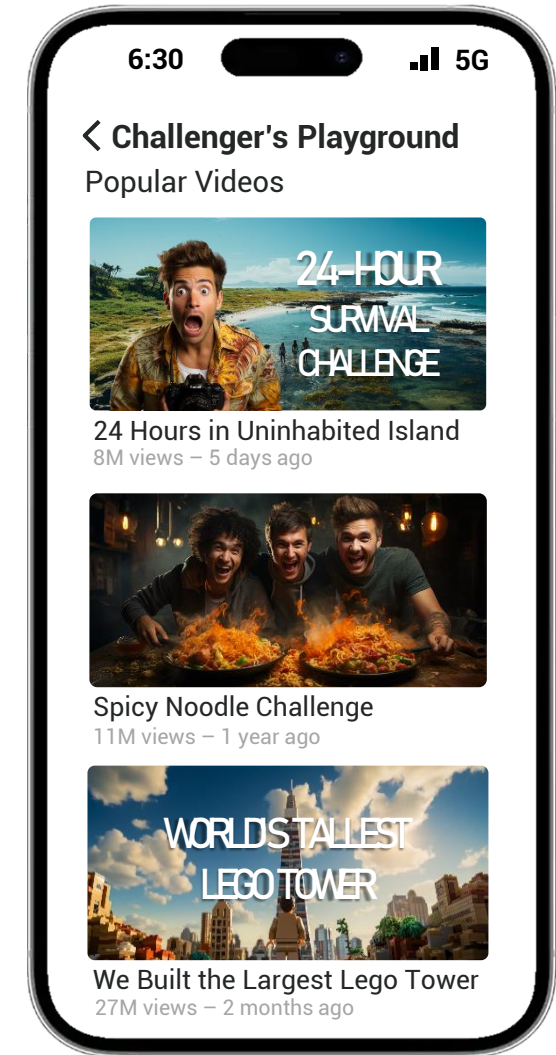 6:30 5G
Challenger's Playground
Popular Videos
24-HOUR
SURVIVAL
CHALLENGE
24 Hours in Uninhabited Island
8M views – 5 days ago
Spicy Noodle Challenge
11M views – 1 year ago
WORLD'S TALLEST
LEGO TOWER
We Built the Largest Lego Tower
27M views – 2 months ago